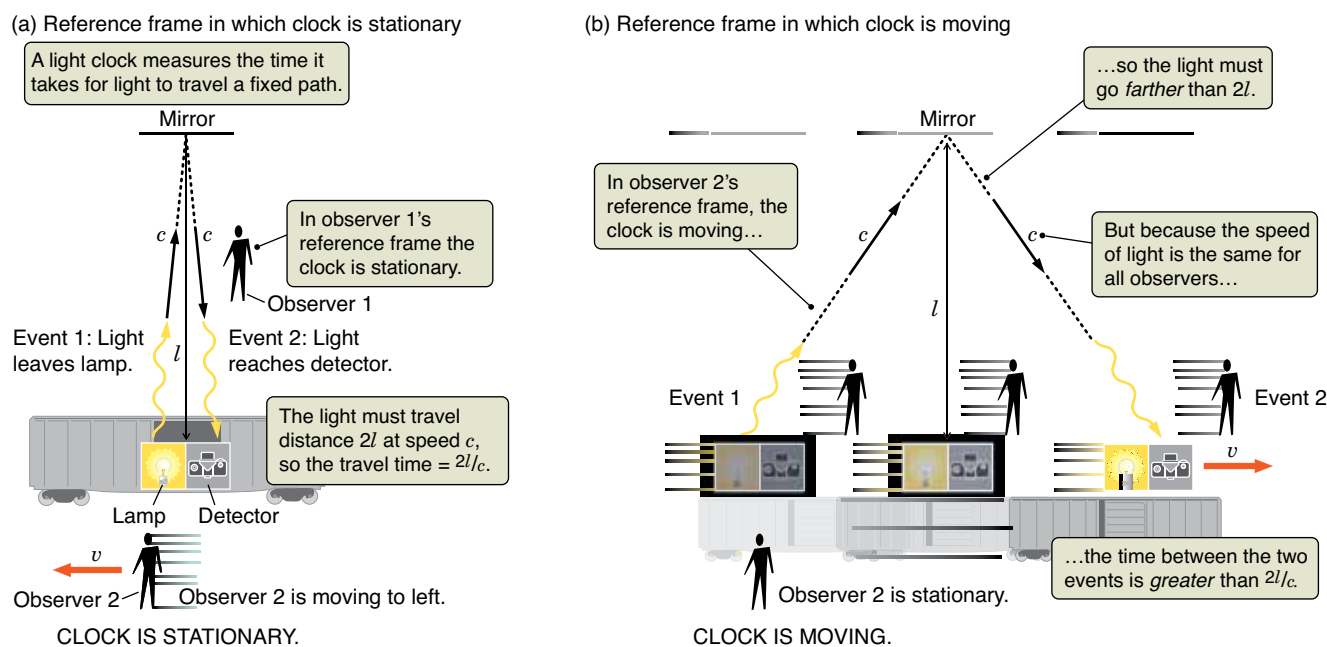 (a) Reference frame in which clock is stationary
A light clock measures the time it
takes for light to travel a fixed path.
Mirror
c
c
In observer 1’s
reference frame the
clock is stationary.
Observer 1
Event 1: Light
leaves lamp.
l
Event 2: Light
reaches detector.
The light must travel
distance 2l at speed c,
so the travel time = 2l/c.
Lamp
Detector
v
Observer 2
Observer 2 is moving to left.
CLOCK IS STATIONARY.
(b) Reference frame in which clock is moving
…so the light must
go farther than 2l.
Mirror
In observer 2’s
reference frame, the
clock is moving…
c
c
But because the speed
of light is the same for
all observers…
l
Event 1
Event 2
v
…the time between the two
events is greater than 2l/c.
Observer 2 is stationary.
CLOCK IS MOVING.